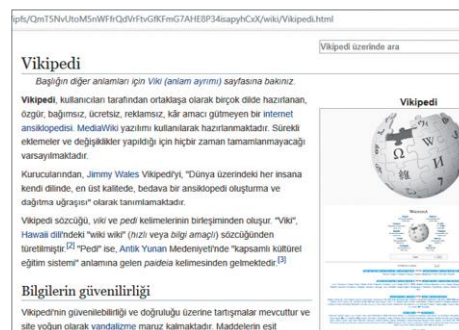 ipfs/QmT5NvUtoM5nWFfrQdVrFtvGfKFmG7AHE8P34isapyhCxX/wiki/Vikipedi.html
Vikipedi üzerinde ara
Vikipedi
Başlığın diğer anlamları için Viki (anlam ayrımı) sayfasına bakınız.
Vikipedi, kullanıcıları tarafından ortaklaşa olarak birçok dilde hazırlanan,
özgür, bağımsız, ücretsiz, reklamsız, kâr amacı gütmeyen bir internet
ansiklopedisi. MediaWiki yazılımı kullanılarak hazırlanmaktadır. Sürekli
eklemeler ve değişiklikler yapıldığı için hiçbir zaman tamamlanmayacağı
varsayılmaktadır.
Kurucularından, Jimmy Wales Vikipedi'yi, "Dünya üzerindeki her insana
kendi dilinde, en üst kalitede, bedava bir ansiklopedi oluşturma ve
dağıtma uğraşısı" olarak tanımlamaktadır.
Vikipedi sözcüğü, viki ve pedi kelimelerinin birleşiminden oluşur. "Viki",
Hawaii dili'ndeki "wiki wiki" (hızlı veya bilgi amaçlı) sözcüğünden
türetilmiştir.[2] "Pedi" ise, Antik Yunan Medeniyeti'nde "kapsamlı kültürel
eğitim sistemi" anlamına gelen paideia kelimesinden gelmektedir.[3]
Bilgilerin güvenilirliği
Vikipedi'nin güvenilebilirliği ve doğruluğu üzerine tartışmalar mevcuttur ve
site yoğun olarak vandalizme maruz kalmaktadır. Maddelerin eşit
Vikipedi
Ω
W
И